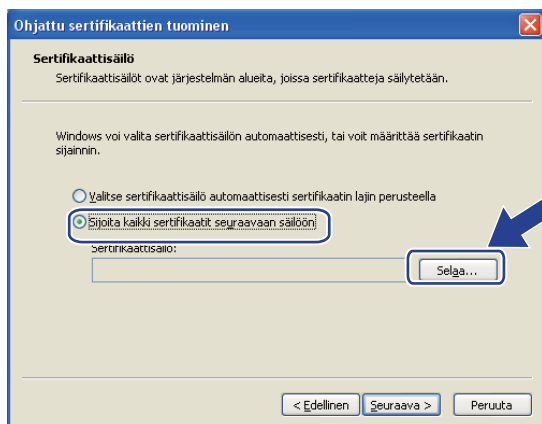 Ohjattu sertifikaattien tuominen
Sertifikaattisäilö
Sertifikaattisäilöt ovat järjestelmän alueita, joissa sertifikaatteja säilytetään.
Windows voi valita sertifikaattisäilön automaattisesti, tai voit määrittää sertifikaatin
sijainnin.
Valitse sertifikaattisäilö automaattisesti sertifikaatin lajin perusteella
Sijoita kaikki sertifikaatit seuraavaan säilöön
Sertifikaattisäilö:
Selaa...
< Edellinen
Seuraava >
Peruuta